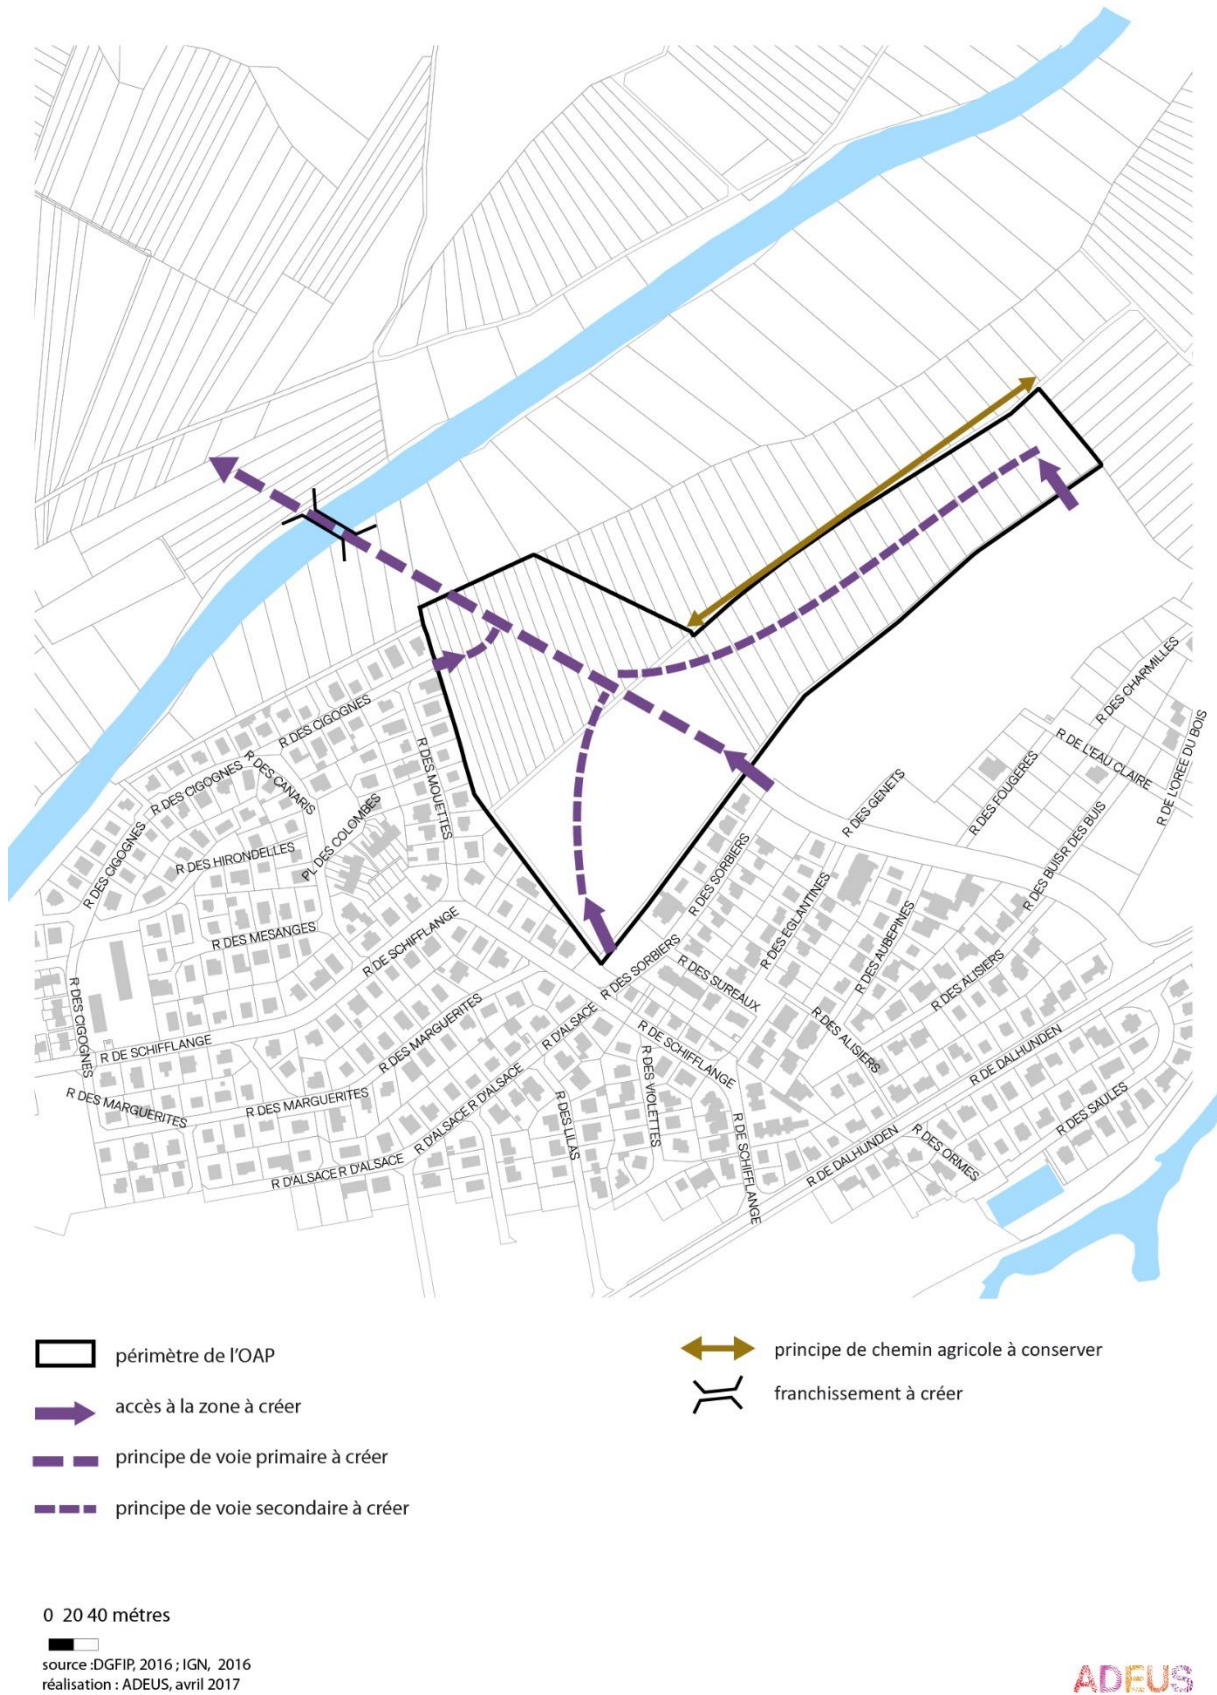 R DES CHARMILLES
R DE L'EAU CLAIRE
R DE L'OREE DU BOIS
R DES CIGOGNES
R DES CANARIS
R DES CIGOGNES
R DES MOUETTES
PL DES COLOMBES
R DES CIGOGNES
R DES HIRONDELLES
R DES GENETS
R DES FOUGERES
R DES BUISR DES BUIS
R DES SORBIERS
R DES EGLANTINES
R DES AUBEPINES
R DES MESANGES
R DE SCHIFFLANGE
R DES SORBIERS
R DES SUREAUX
R DES ALISIERS
R DES CIGOGNES
R DE SCHIFFLANGE
R DES MARGUERITES
R D'ALSACE
R DE SCHIFFLANGE
R DES ALISIERS
R DE DALHUNDEN
R DES MARGUERITES
R DES MARGUERITES
R D'ALSACE R D'ALSACE
R DES LILAS
R DES VIOLETTES
R DE SCHIFFLANGE
R DES SAULES
R DES ORMES
R DE DALHUNDEN
R D'ALSACE R D'ALSACE
périmètre de l'OAP
accès à la zone à créer
principe de voie primaire à créer
principe de voie secondaire à créer
principe de chemin agricole à conserver
franchissement à créer
0 20 40 métres
source :DGFIP, 2016 ; IGN, 2016
réalisation : ADEUS, avril 2017
ADEUS